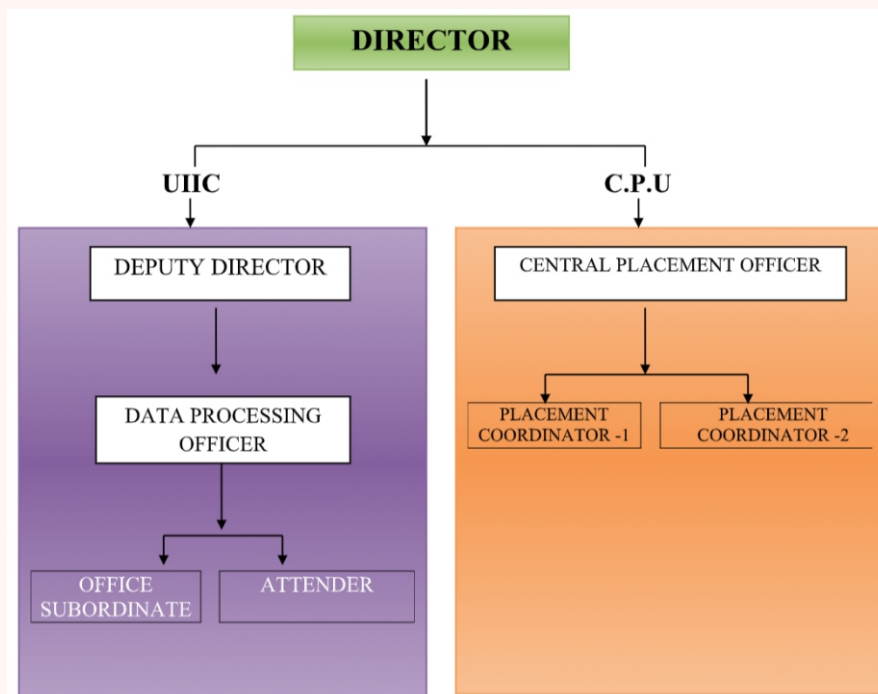 DIRECTOR
UIIC
C.P.U
DEPUTY DIRECTOR
CENTRAL PLACEMENT OFFICER
DATA PROCESSING
OFFICER
PLACEMENT
COORDINATOR -1
PLACEMENT
COORDINATOR -2
OFFICE
SUBORDINATE
ATTENDER